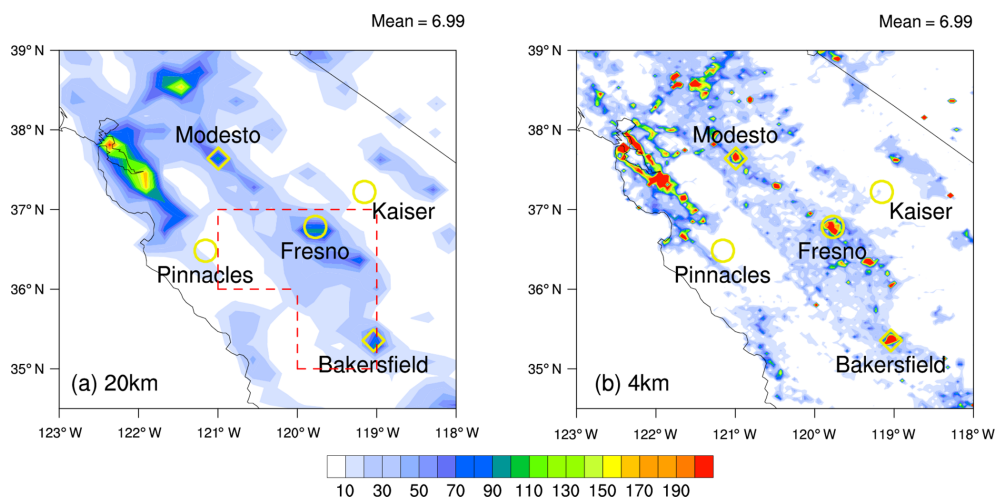 Mean = 6.99
39° N
38° N
37° N
36° N
35° N
Modesto
Kaiser
Fresno
Pinnacles
Bakersfield
(a) 20km
123° W
122° W
121° W
120° W
119° W
118° W
Mean = 6.99
39° N
38° N
37° N
36° N
35° N
Modesto
Kaiser
Fresno
Pinnacles
Bakersfield
(b) 4km
123° W
122° W
121° W
120° W
119° W
118° W
10 30 50 70 90 110 130 150 170 190